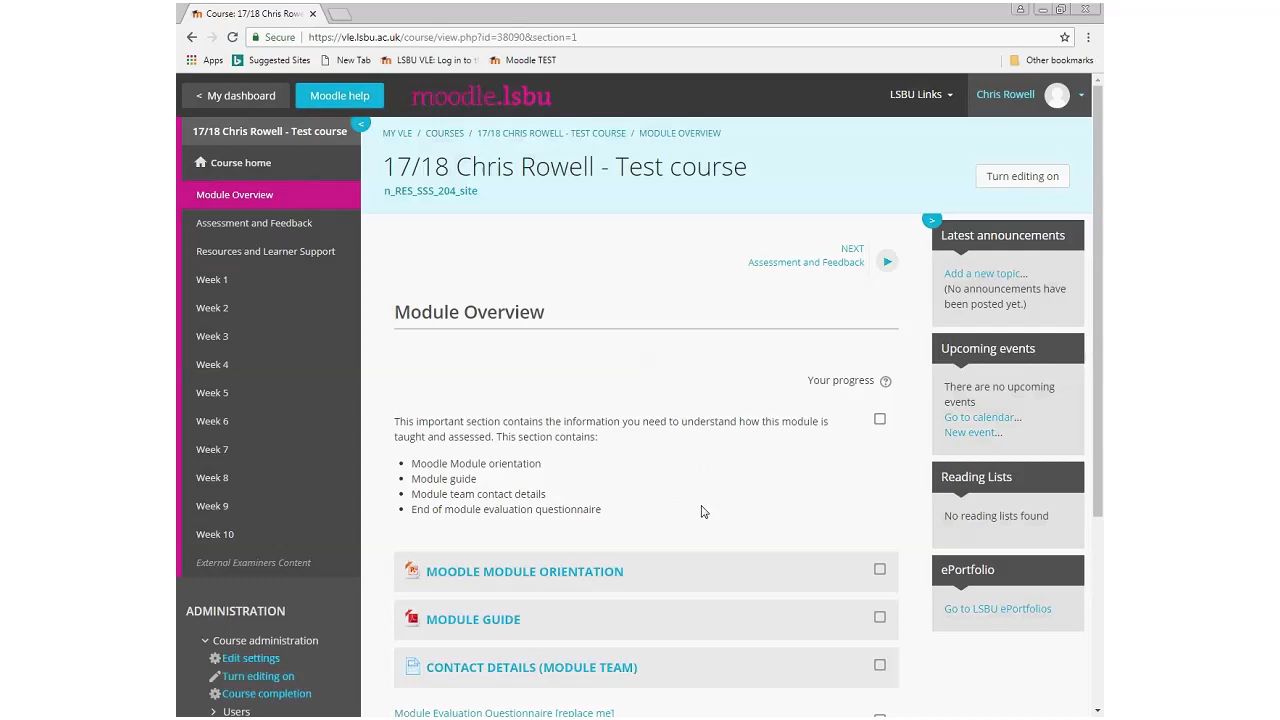 Course: 17/18 Chris Row
Secure
https://vle.lsbu.ac.uk/course/view.php?id=38090&section=1
Apps
Suggested Sites
New Tab
LSBU VLE: Log in to t
Moodle TEST
Other bookmarks
< My dashboard
Moodle help
moodle.lsbu
LSBU Links
Chris Rowell
17/18 Chris Rowell - Test course
Course home
Module Overview
Assessment and Feedback
Resources and Learner Support
Week 1
Week 2
Week 3
Week 4
Week 5
Week 6
Week 7
Week 8
Week 9
Week 10
External Examiners Content
ADMINISTRATION
Course administration
Edit settings
Turn editing on
Course completion
Users
MY VLE / COURSES / 17/18 CHRIS ROWELL - TEST COURSE / MODULE OVERVIEW
17/18 Chris Rowell - Test course
n_RES_SSS_204_site
Turn editing on
NEXT
Assessment and Feedback
Module Overview
Your progress
This important section contains the information you need to understand how this module is
taught and assessed. This section contains:
• Moodle Module orientation
• Module guide
• Module team contact details
• End of module evaluation questionnaire
MOODLE MODULE ORIENTATION
MODULE GUIDE
CONTACT DETAILS (MODULE TEAM)
Module Evaluation Questionnaire [replace me]
Latest announcements
Add a new topic...
(No announcements have
been posted yet.)
Upcoming events
There are no upcoming
events
Go to calendar...
New event...
Reading Lists
No reading lists found
ePortfolio
Go to LSBU ePortfolios